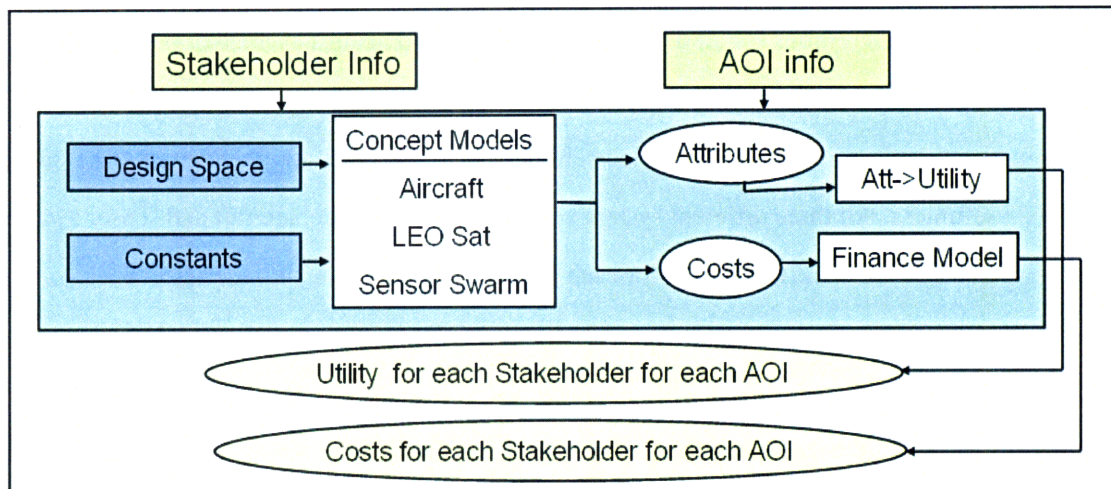 Stakeholder Info
AOI info
Design Space
Constants
Concept Models
Aircraft
LEO Sat
Sensor Swarm
Attributes
Att->Utility
Costs
Finance Model
Utility for each Stakeholder for each AOI
Costs for each Stakeholder for each AOI